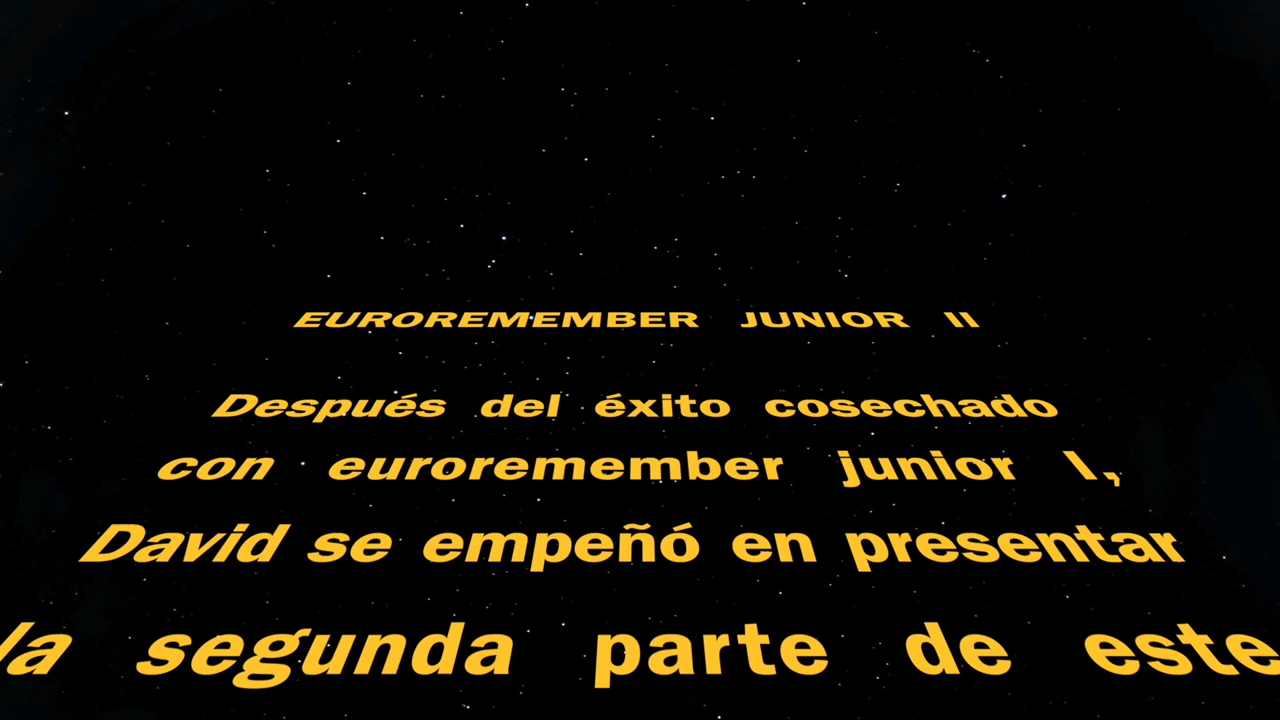 EUROREMEMBER JUNIOR II
Después del éxito cosechado
con euroremember junior I,
David se empeñó en presentar
la segunda parte de este